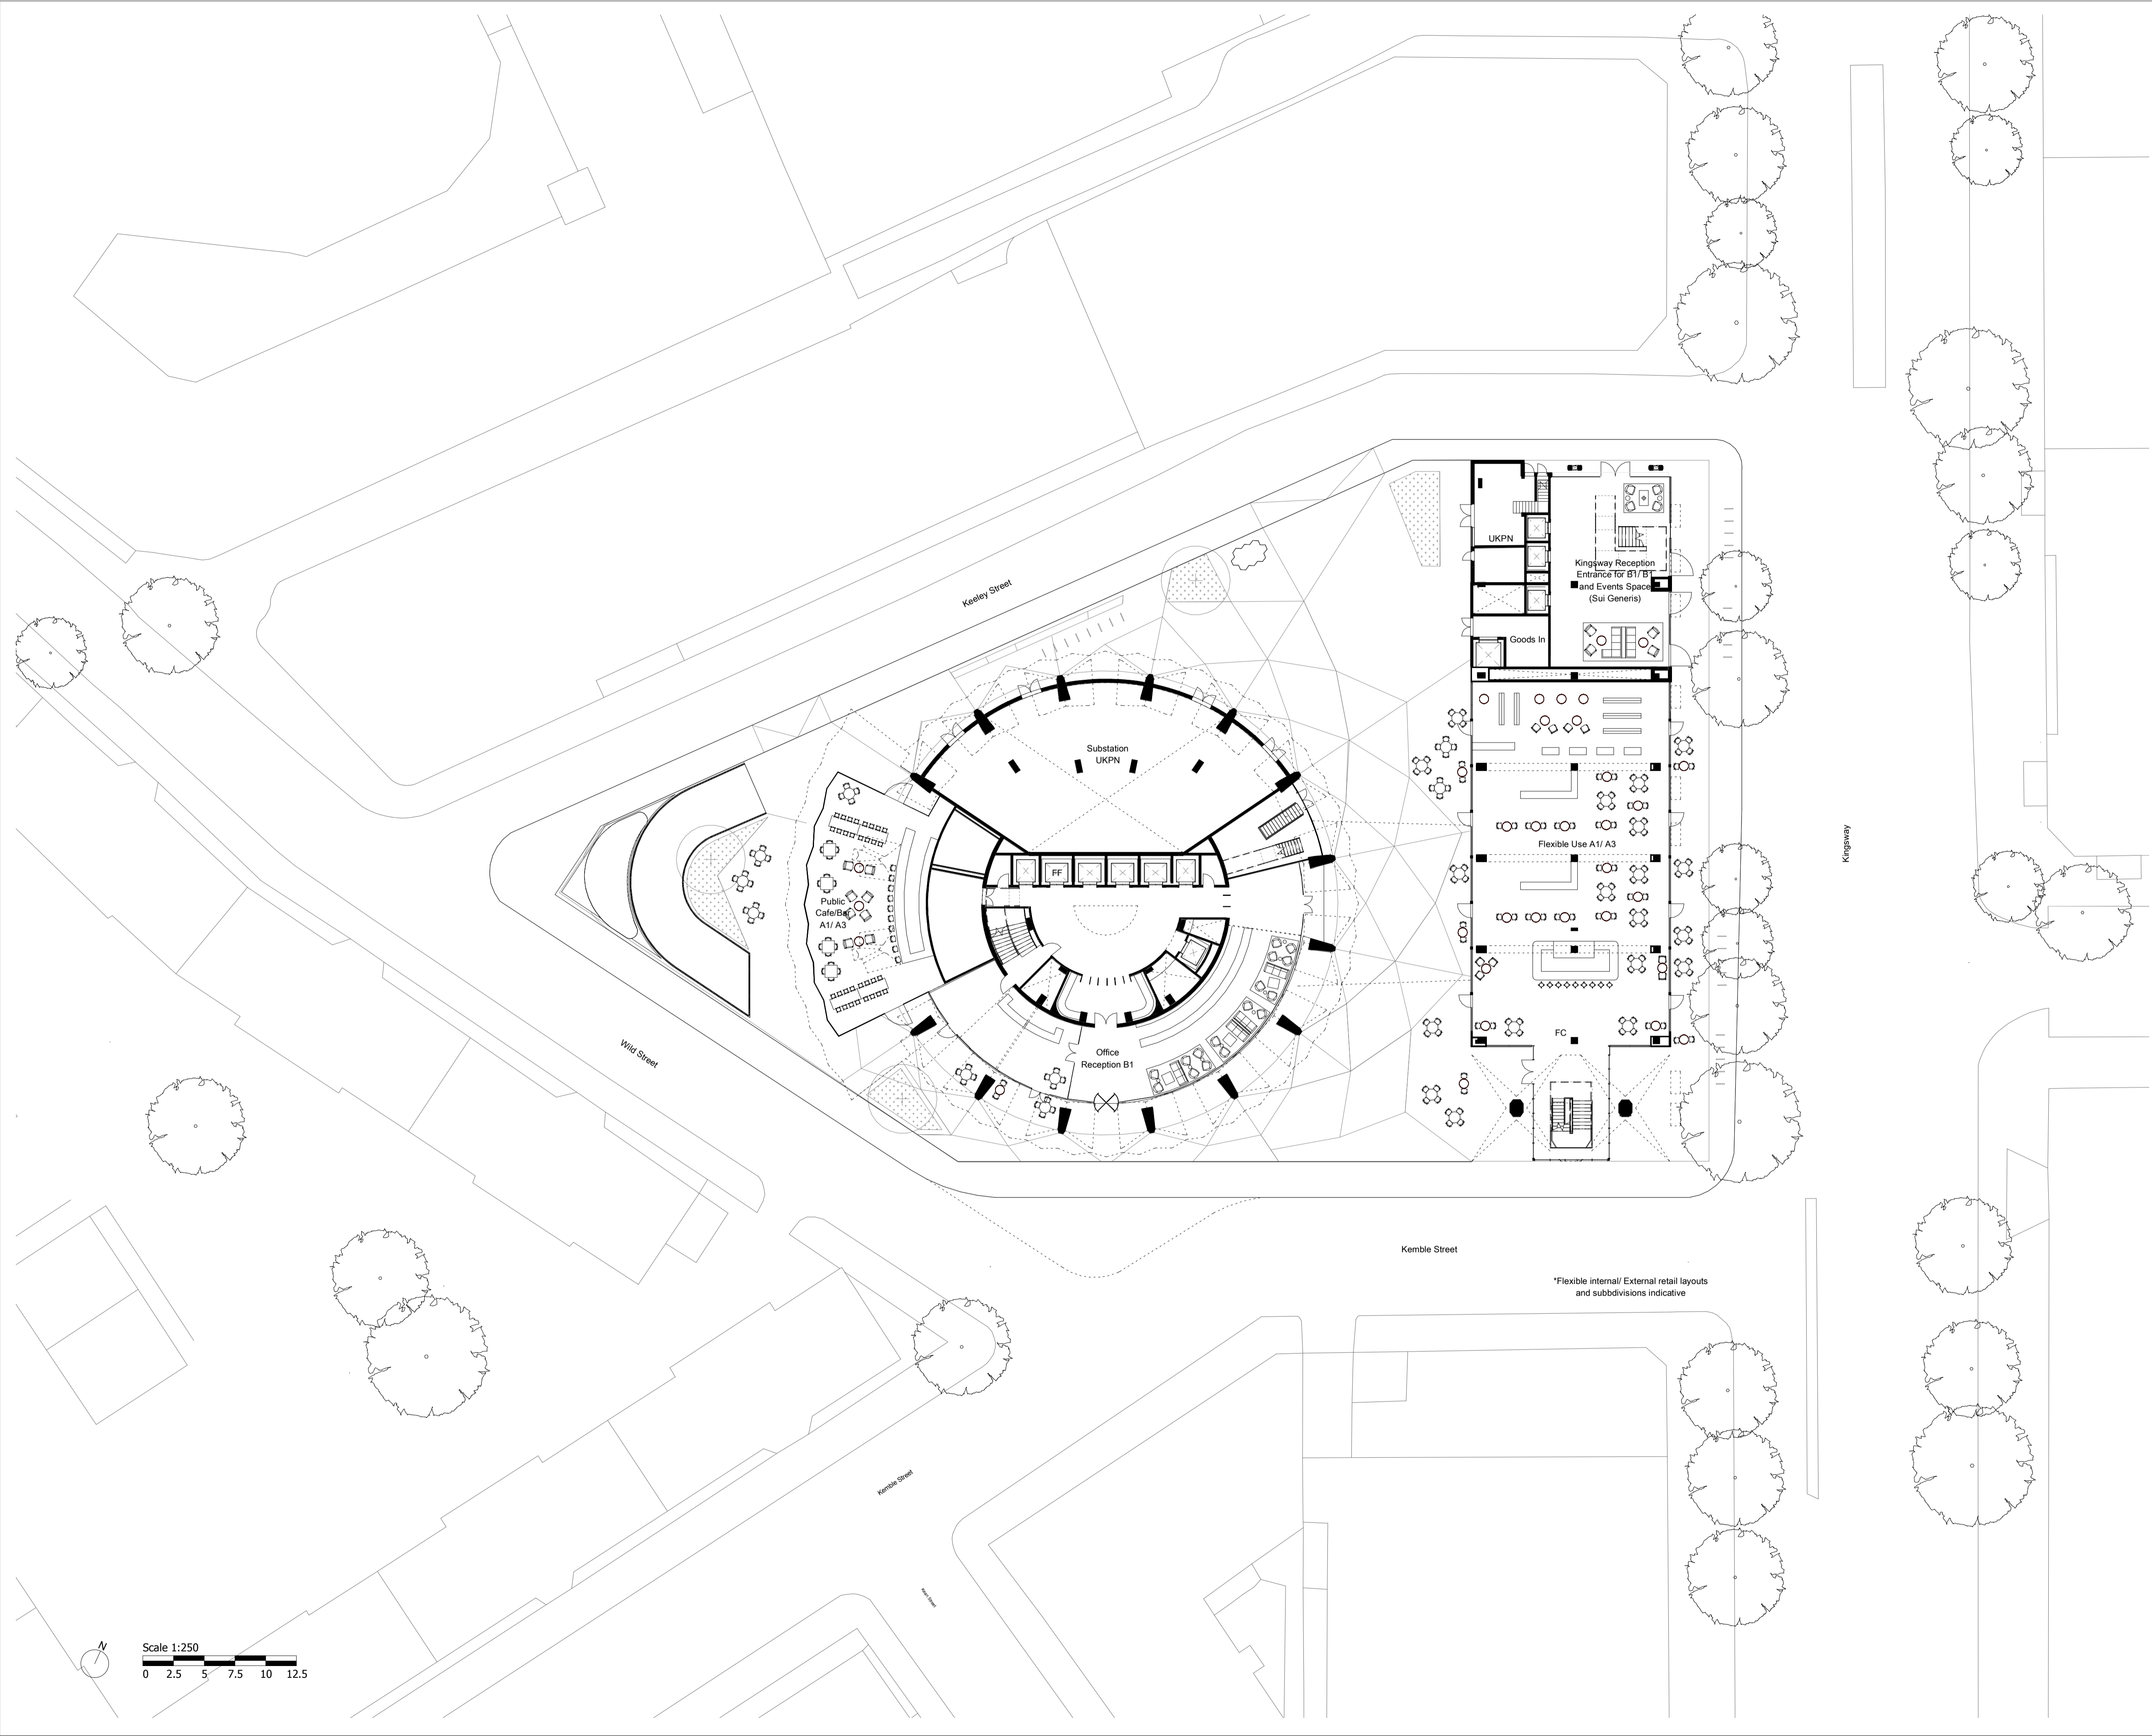 Keeley Street
UKPN
Kingsway Reception
Entrance for B1/ B1
and Events Space
(Sui Generis)
Goods In
Substation
UKPN
FF
Flexible Use A1/ A3
Kingsway
Public
Cafe/Bar
A1/ A3
Office
Reception B1
FC
Wild Street
Kemble Street
*Flexible internal/ External retail layouts
and subbdivisions indicative
Kemble Street
Kean Street
N
Scale 1:250
0 2.5 5 7.5 10 12.5